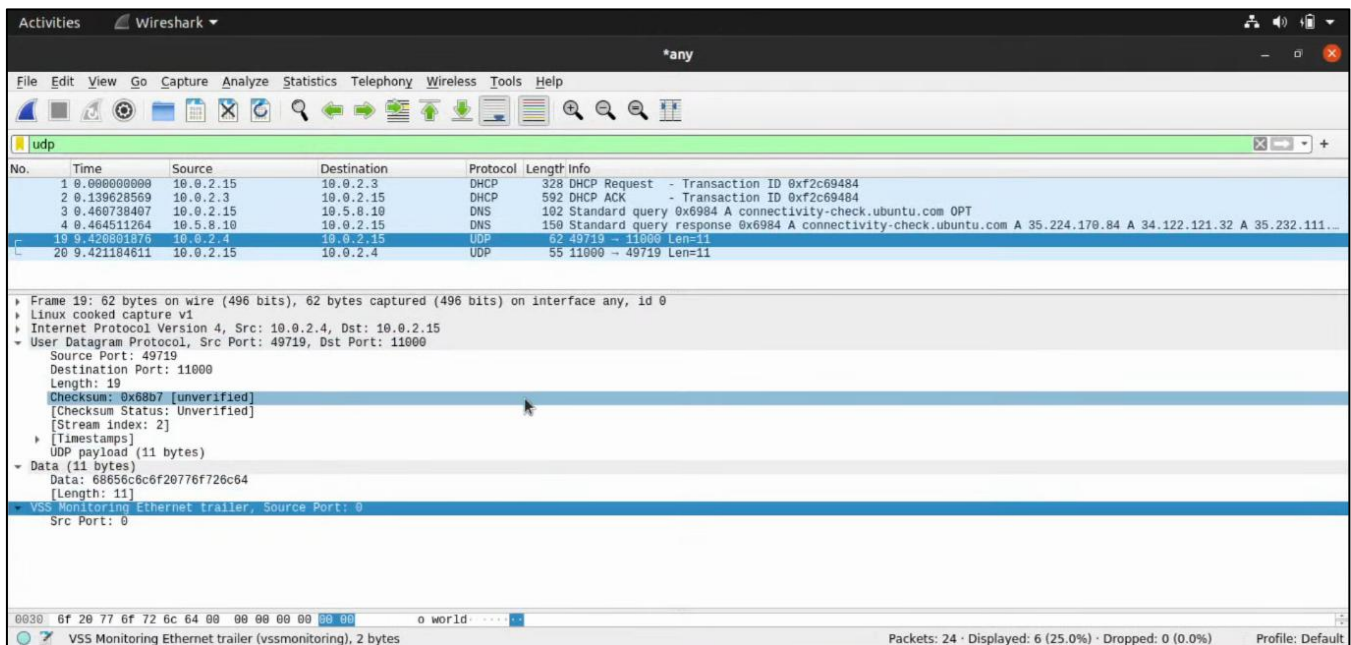 Activities Wireshark
*any
File Edit View Go Capture Analyze Statistics Telephony Wireless Tools Help
udp
No. Time Source Destination Protocol Length Info
1 0.000000000 10.0.2.15 10.0.2.3 DHCP 328 DHCP Request - Transaction ID 0xf2c69484
2 0.139628569 10.0.2.3 10.0.2.15 DHCP 592 DHCP ACK - Transaction ID 0xf2c69484
3 0.460738407 10.0.2.15 10.5.8.10 DNS 102 Standard query 0x6984 A connectivity-check.ubuntu.com OPT
4 0.464511264 10.5.8.10 10.0.2.15 DNS 150 Standard query response 0x6984 A connectivity-check.ubuntu.com A 35.224.170.84 A 34.122.121.32 A 35.232.111...
19 9.420801876 10.0.2.4 10.0.2.15 UDP 62 49719 → 11000 Len=11
20 9.421184611 10.0.2.15 10.0.2.4 UDP 55 11000 → 49719 Len=11
Frame 19: 62 bytes on wire (496 bits), 62 bytes captured (496 bits) on interface any, id 0
Linux cooked capture v1
Internet Protocol Version 4, Src: 10.0.2.4, Dst: 10.0.2.15
User Datagram Protocol, Src Port: 49719, Dst Port: 11000
Source Port: 49719
Destination Port: 11000
Length: 19
Checksum: 0x68b7 [unverified]
[Checksum Status: Unverified]
[Stream index: 2]
[Timestamps]
UDP payload (11 bytes)
Data (11 bytes)
Data: 68656c6c6f20776f726c64
[Length: 11]
VSS Monitoring Ethernet trailer, Source Port: 0
Src Port: 0
0030 6f 20 77 6f 72 6c 64 00 00 00 00 00 00 00 o world·· ·····
VSS Monitoring Ethernet trailer (vssmonitoring), 2 bytes Packets: 24 · Displayed: 6 (25.0%) · Dropped: 0 (0.0%) Profile: Default